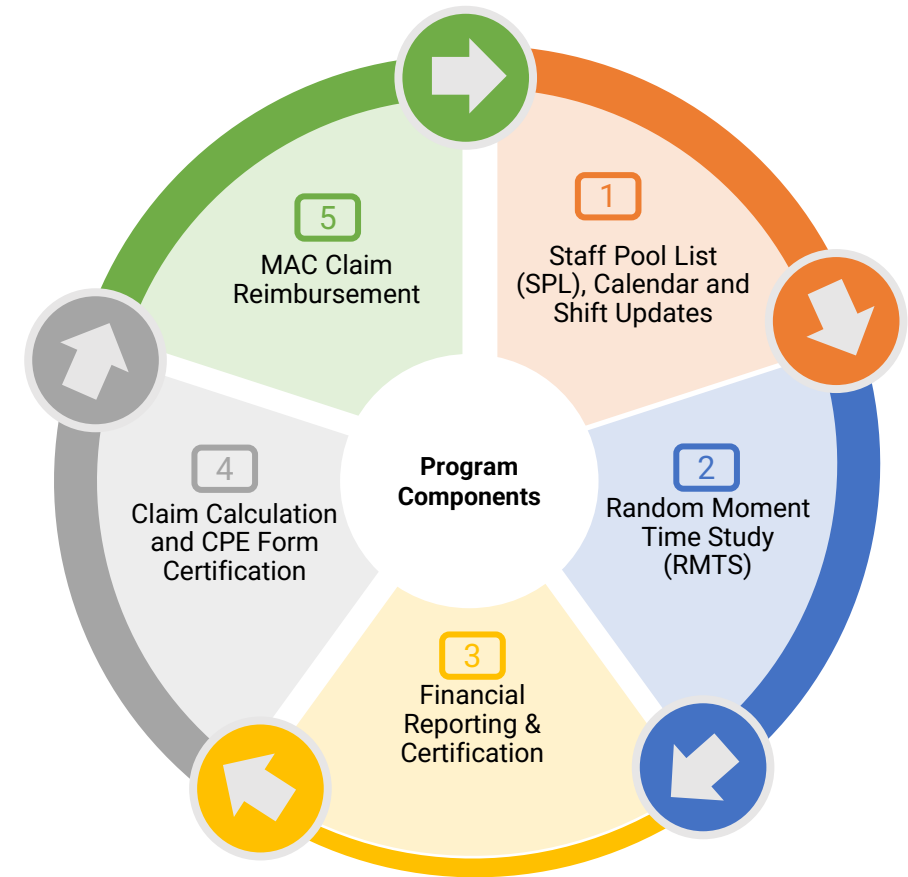 Program
Components
1
Staff Pool List
(SPL), Calendar and
Shift Updates
2
Random Moment
Time Study
(RMTS)
3
Financial
Reporting &
Certification
4
Claim Calculation
and CPE Form
Certification
5
MAC Claim
Reimbursement